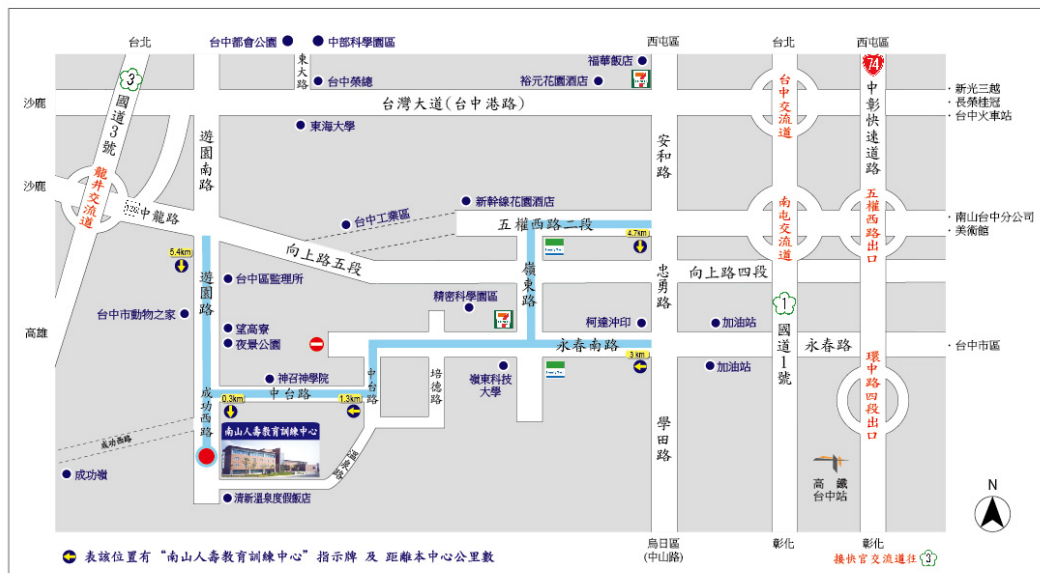 台北
台中都會公園
中部科學園區
西屯區
台北
西屯區
3
國道3號
東大路
台中榮總
福華飯店
裕元花園酒店
7
ELEVEN
74
中彰快速道路
沙鹿
台灣大道(台中港路)
台中交流道
·新光三越
·長榮桂冠
·台中火車站
東海大學
遊園南路
安和路
沙鹿
龍井交流道
中龍路
新幹線花園酒店
台中工業區
五權西路二段
南屯交流道
五權西路出口
·南山台中分公司
·美術館
4.7km
5.4km
向上路五段
向上路四段
遊園路
台中區監理所
嶺東路
忠勇路
精密科學園區
1
國道1號
台中市動物之家
7
ELEVEN
柯達沖印
加油站
高雄
望高寮
夜景公園
永春南路
永春路
·台中市區
3 km
加油站
環中路四段出口
神召神學院
中台路
中台路
培德路
嶺東科技
大學
0.3km
1.3km
成功西路
南山人壽教育訓練中心
成功西路
溫泉路
學田路
成功嶺
清新溫泉度假飯店
高鐵
台中站
N
烏日區
(中山路)
彰化
彰化
表該位置有 “南山人壽教育訓練中心” 指示牌 及 距離本中心公里數
接快官交流道往 3